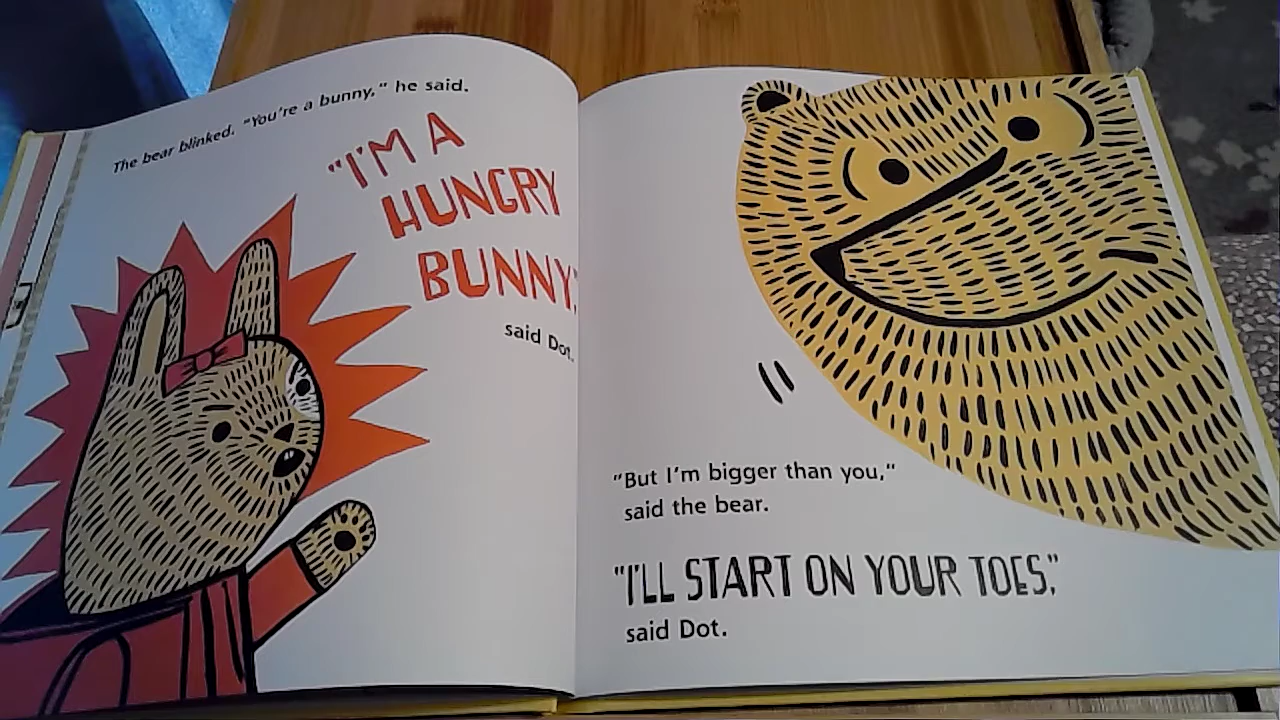 The bear blinked. "You're a bunny," he said.
"I'M A
HUNGRY
BUNNY,"
said Dot.
"But I'm bigger than you,"
said the bear.
"I'LL START ON YOUR TOES,"
said Dot.